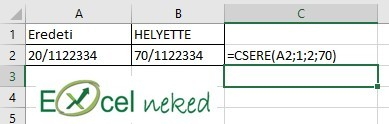 A B C
1 Eredeti HELYETTE
2 20/1122334 70/1122334 =CSERE(A2;1;2;70)
3
4
5 Excel neked